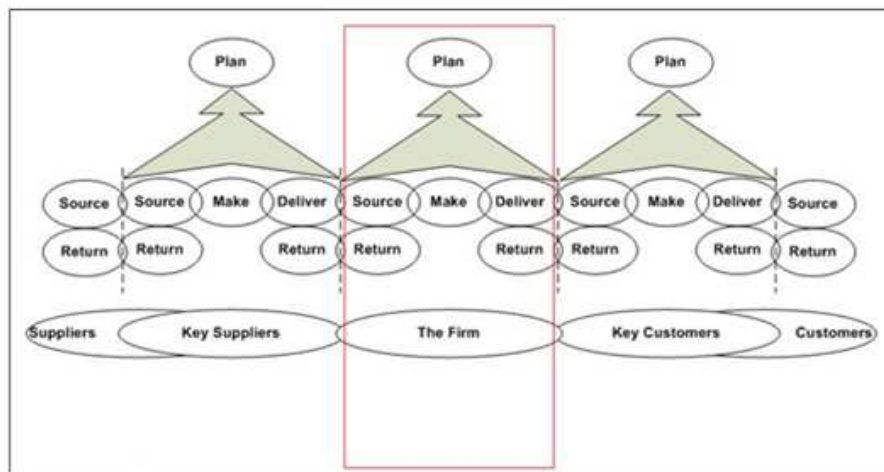 Plan Plan Plan
Source Source Make Deliver Source Make Deliver Source Make Deliver Source
Return Return Return Return Return Return Return Return
Suppliers Key Suppliers The Firm Key Customers Customers